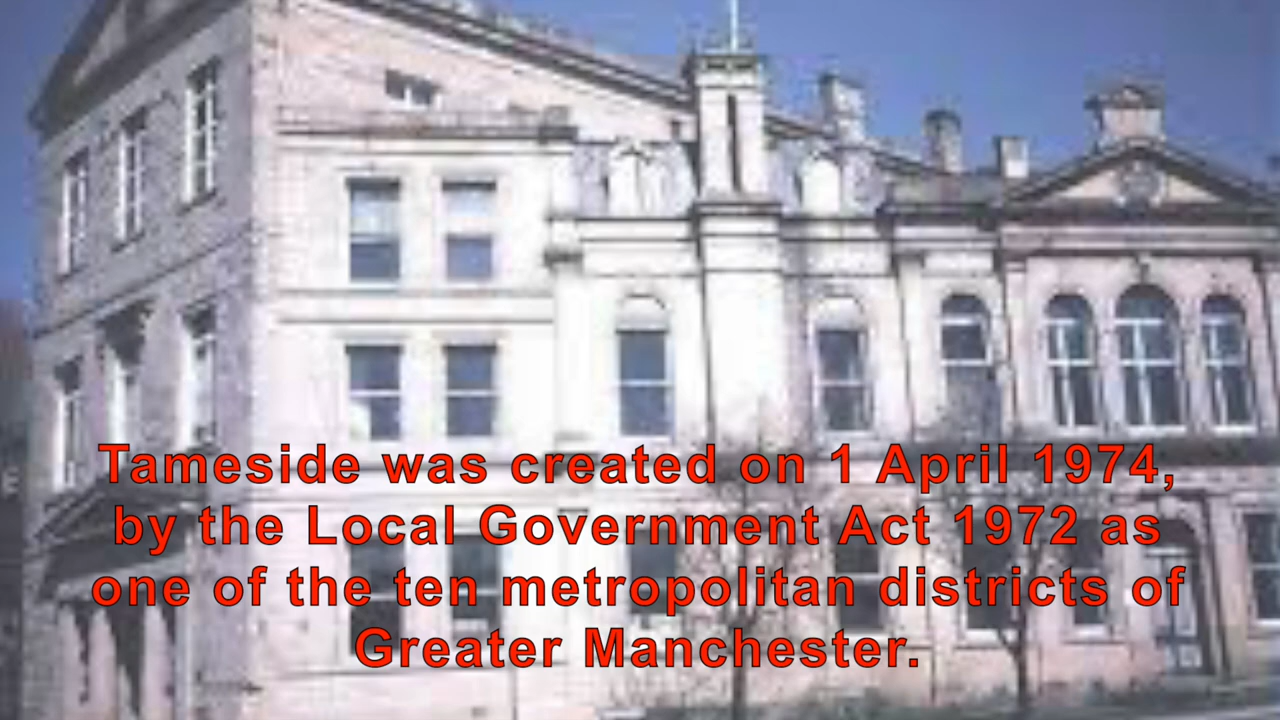 Tameside was created on 1 April 1974,
by the Local Government Act 1972 as
one of the ten metropolitan districts of
Greater Manchester.